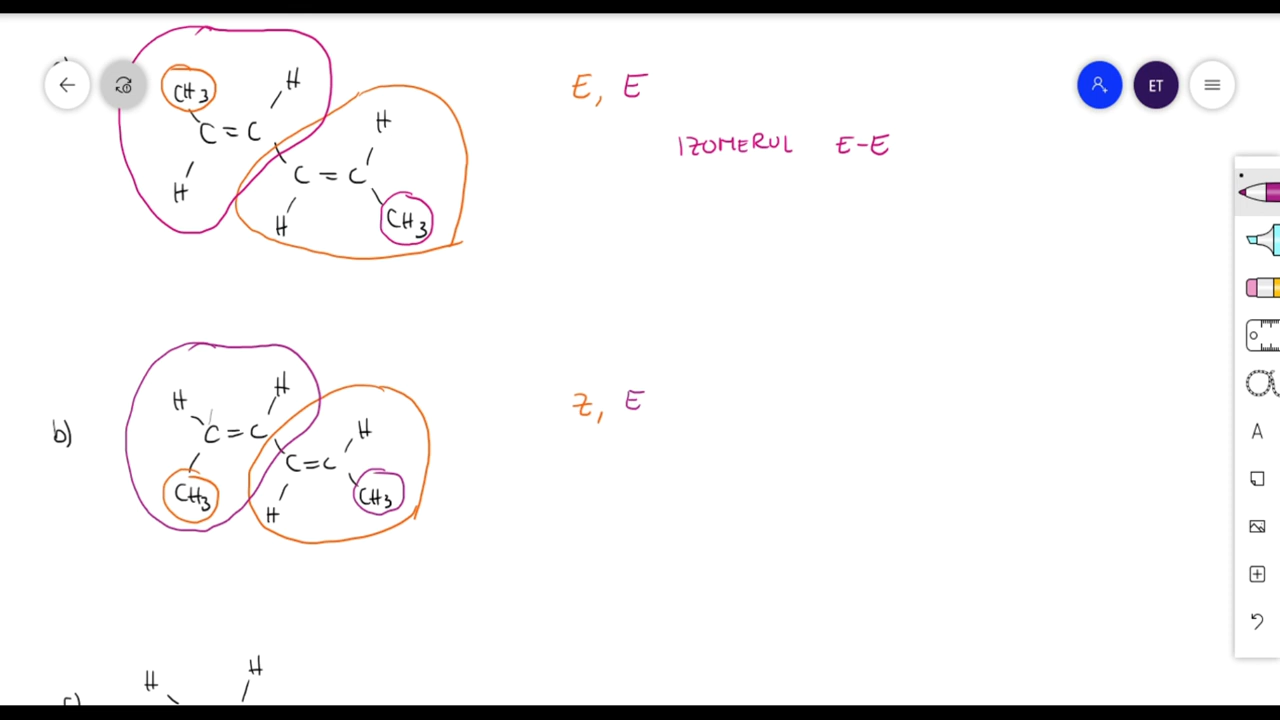 CH3 H
C=C H
H C=C
H CH3
E, E
IZOMERUL E-E
b)
H H
C=C H
CH3 C=C
H CH3
Z, E
H H
ET
A